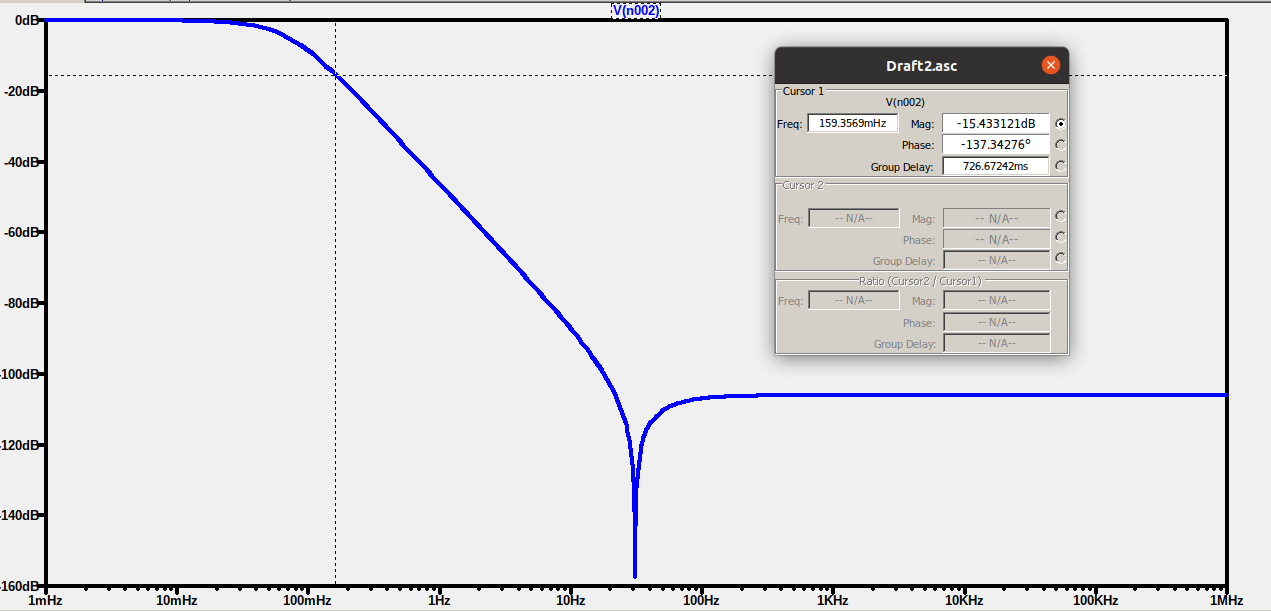 V(n002)
0dB
-20dB
-40dB
-60dB
-80dB
-100dB
-120dB
-140dB
-160dB
1mHz 10mHz 100mHz 1Hz 10Hz 100Hz 1KHz 10KHz 100KHz 1MHz
Draft2.asc
Cursor 1
V(n002)
Freq: 159.3569mHz Mag: -15.433121dB
Phase: -137.34276°
Group Delay: 726.67242ms
Cursor 2
Freq: -- N/A-- Mag: -- N/A--
Phase: -- N/A--
Group Delay: -- N/A--
Ratio (Cursor2 / Cursor1)
Freq: -- N/A-- Mag: -- N/A--
Phase: -- N/A--
Group Delay: -- N/A--